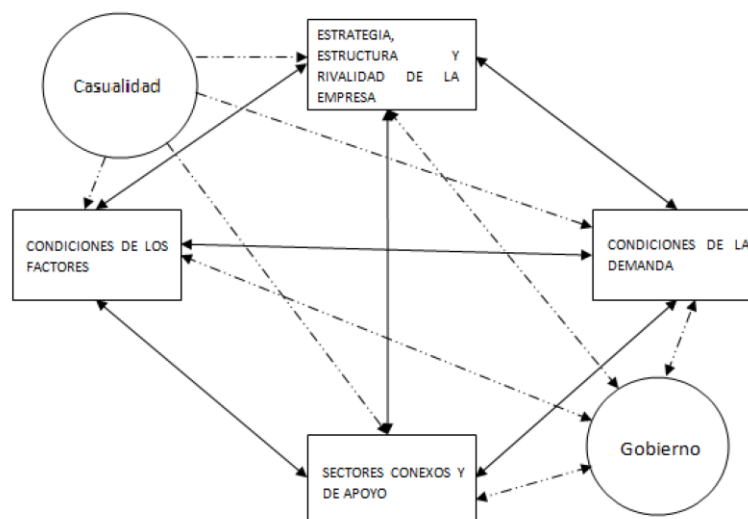 ESTRATEGIA,
ESTRUCTURA Y
RIVALIDAD DE LA
EMPRESA
Casualidad
CONDICIONES DE LOS
FACTORES
CONDICIONES DE LA
DEMANDA
SECTORES CONEXOS Y
DE APOYO
Gobierno